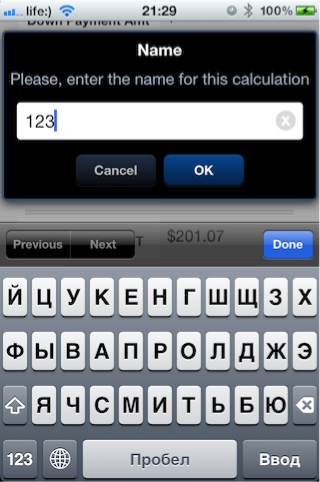 life:) 21:29 100%
Down Payment Amt
Name
Please, enter the name for this calculation
123
Cancel OK
T $201.07
Previous Next Done
Й Ц У К Е Н Г Ш Щ З Х
Ф Ы В А П Р О Л Д Ж Э
Я Ч С М И Т Ь Б Ю
123 Пробел Ввод